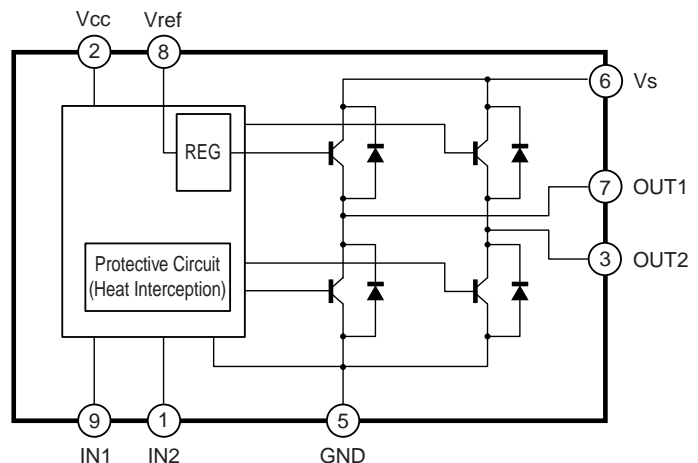 Vcc
Vref
2
8
6
Vs
REG
7
OUT1
Protective Circuit
(Heat Interception)
3
OUT2
9
1
5
IN1
IN2
GND